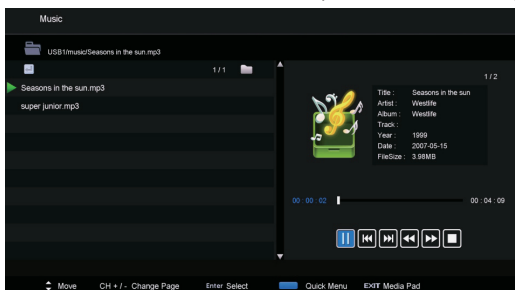 Music
USB1/music/Seasons in the sun.mp3
1 / 1
1 / 2
Seasons in the sun.mp3
super junior.mp3
Title : Seasons in the sun
Artist : Westlife
Album : Westlife
Track :
Year : 1999
Date : 2007-05-15
FileSize : 3.98MB
00 : 00 : 02
00 : 04 : 09
Move CH + / - Change Page Enter Select Quick Menu EXIT Media Pad